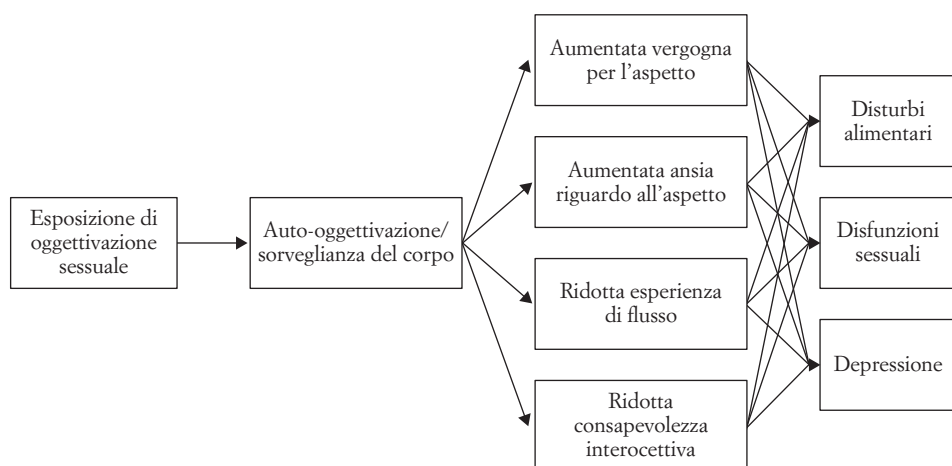 Esposizione di
oggettivazione
sessuale
Auto-oggettivazione/
sorveglianza del corpo
Aumentata vergogna
per l’aspetto
Aumentata ansia
riguardo all’aspetto
Ridotta esperienza
di flusso
Ridotta
consapevolezza
interocettiva
Disturbi
alimentari
Disfunzioni
sessuali
Depressione